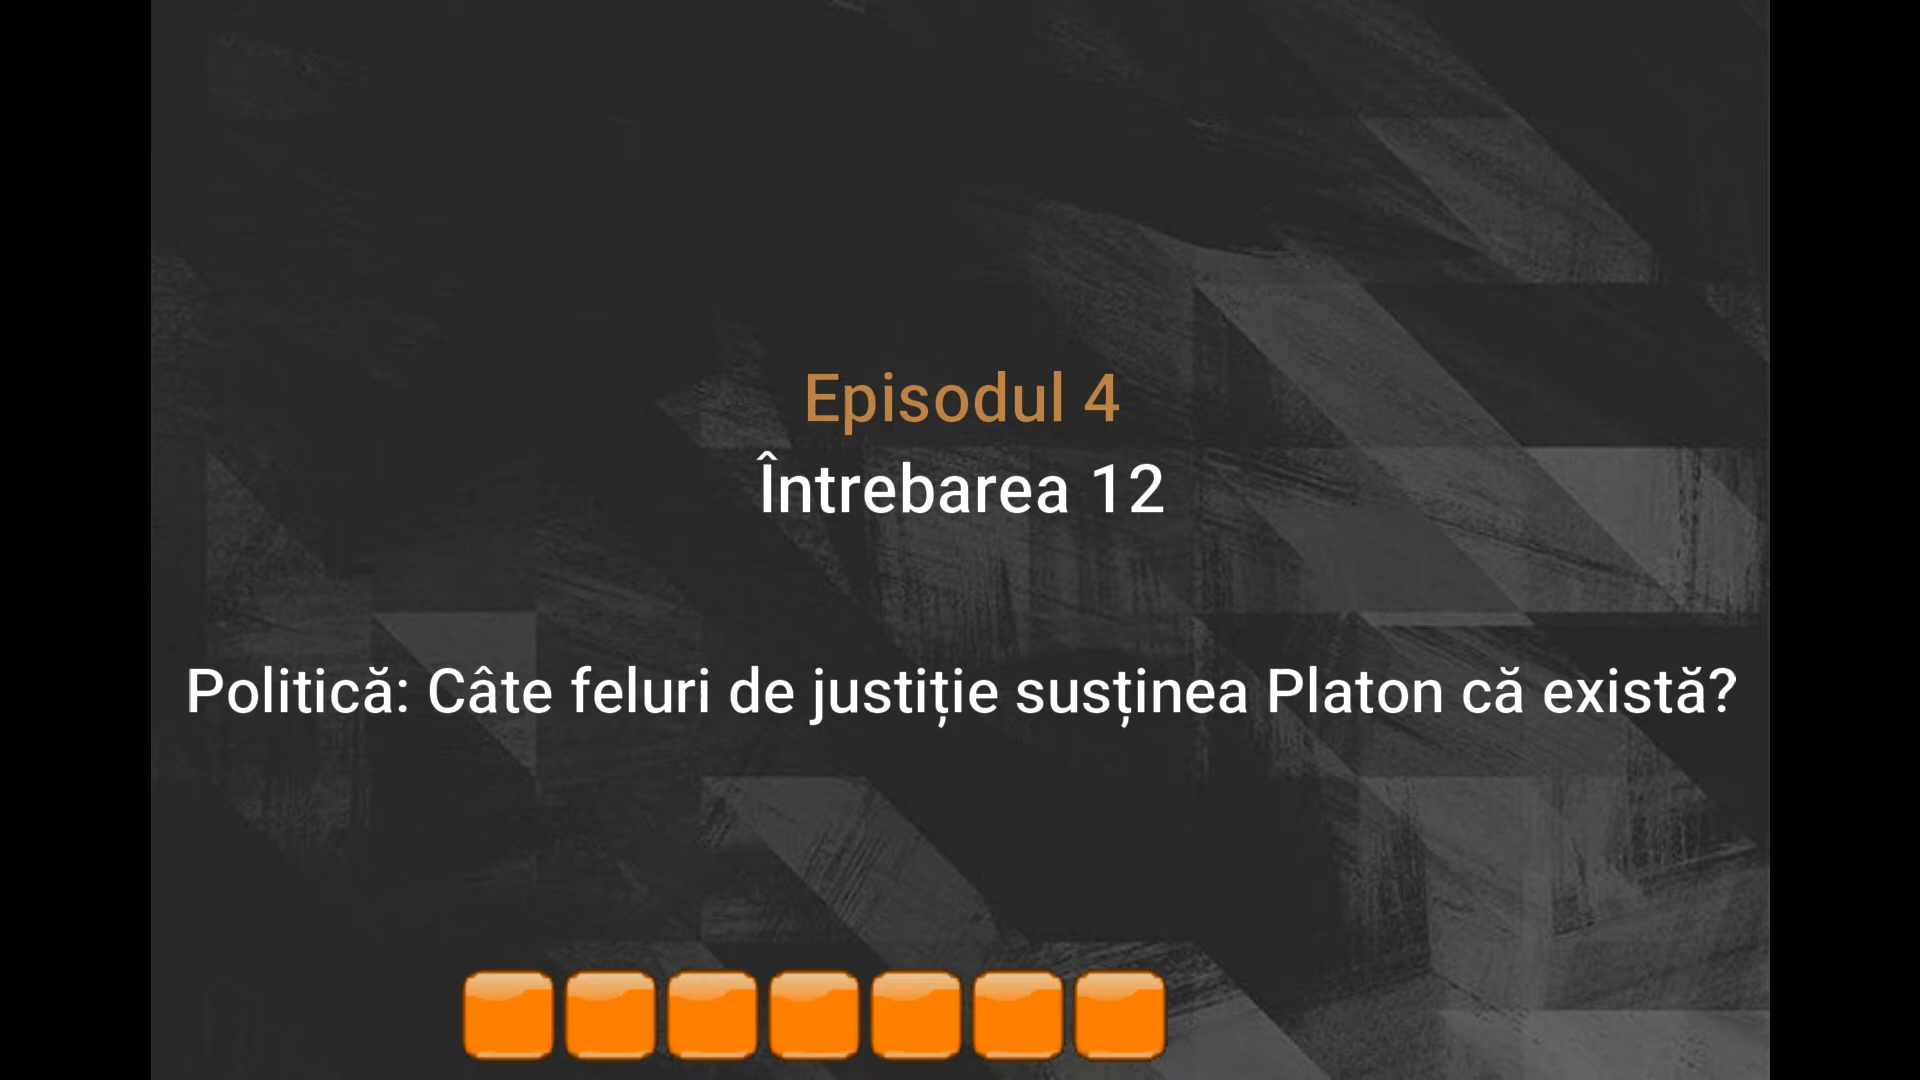 Episodul 4
Întrebarea 12
Politică: Câte feluri de justiție susținea Platon că există?